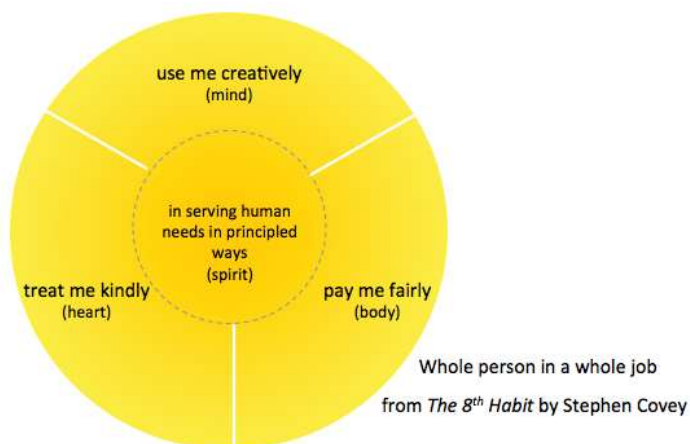 use me creatively
(mind)
in serving human
needs in principled
ways
(spirit)
treat me kindly
(heart)
pay me fairly
(body)
Whole person in a whole job
from The 8th Habit by Stephen Covey